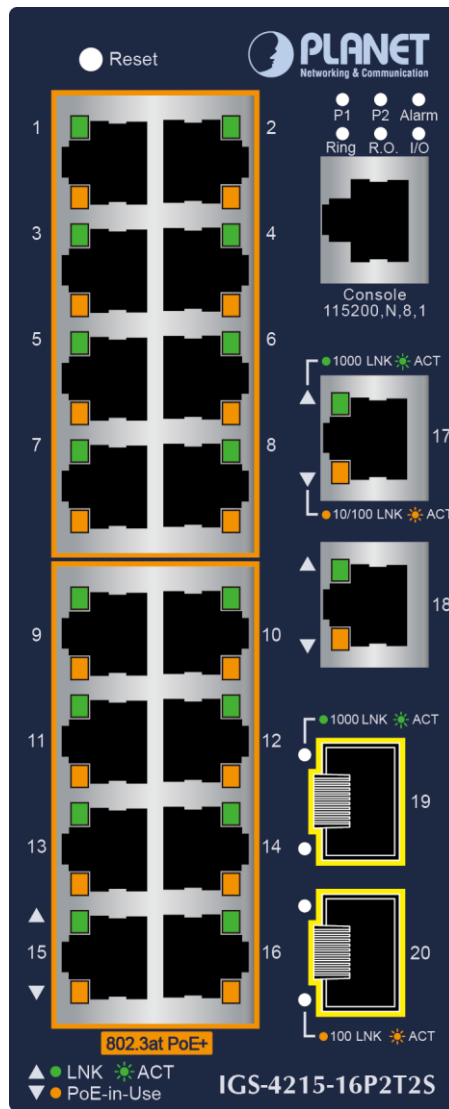 Reset
PLANET
Networking & Communication
P1 P2 Alarm
Ring R.O. I/O
Console
115200,N,8,1
1 2
3 4
5 6
7 8
9 10
11 12
13 14
15 16
802.3at PoE+
LNK ACT
PoE-in-Use
1000 LNK ACT
17
10/100 LNK ACT
18
1000 LNK ACT
19
20
100 LNK ACT
IGS-4215-16P2T2S